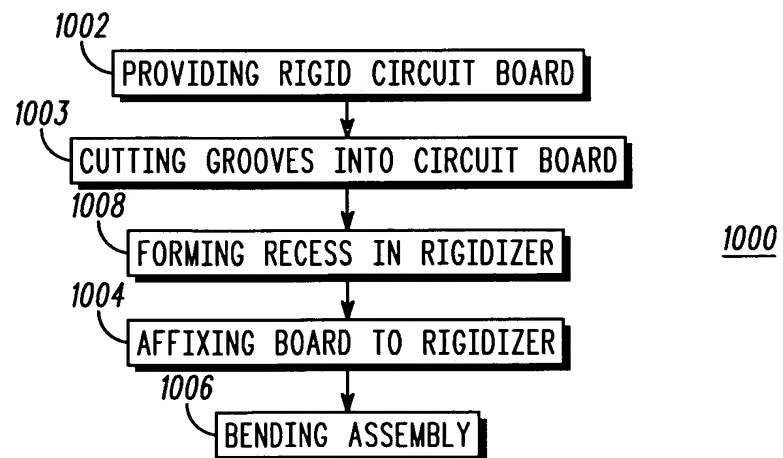 1002
PROVIDING RIGID CIRCUIT BOARD
1003
CUTTING GROOVES INTO CIRCUIT BOARD
1008
FORMING RECESS IN RIGIDIZER
1000
1004
AFFIXING BOARD TO RIGIDIZER
1006
BENDING ASSEMBLY